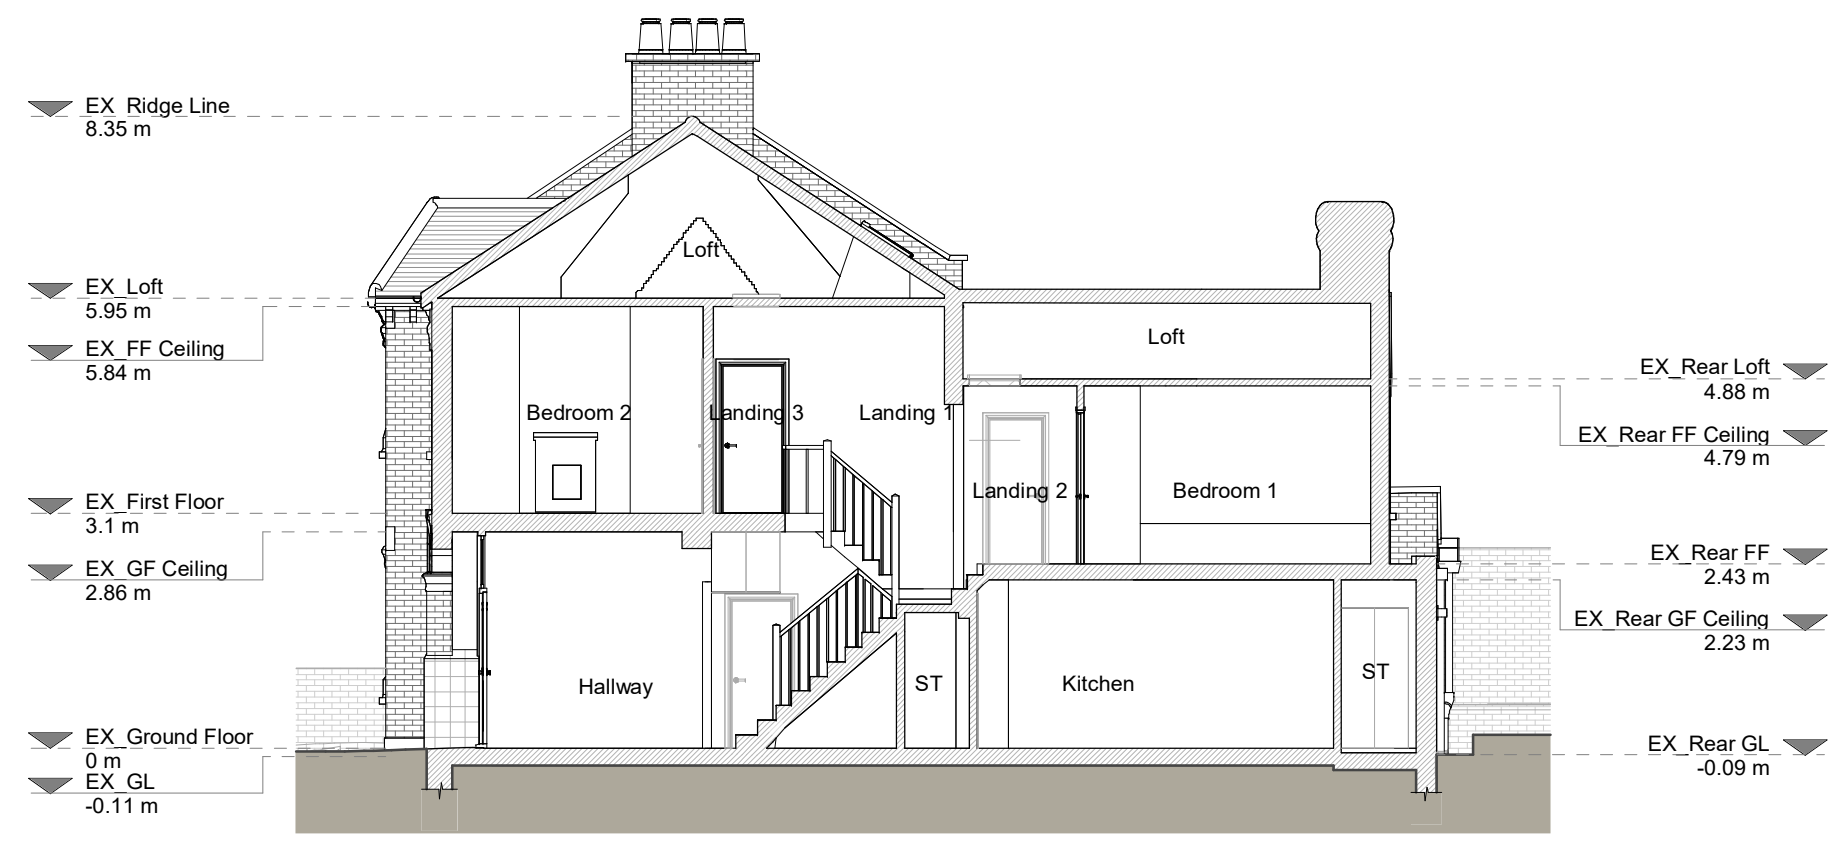 EX_Ridge Line
8.35 m
EX_Loft
5.95 m
EX_FF Ceiling
5.84 m
EX_First Floor
3.1 m
EX_GF Ceiling
2.86 m
EX_Ground Floor
0 m
EX_GL
-0.11 m
Loft
Loft
Bedroom 2
Landing 3
Landing 1
Landing 2
Bedroom 1
Hallway
ST
Kitchen
ST
EX_Rear Loft
4.88 m
EX_Rear FF Ceiling
4.79 m
EX_Rear FF
2.43 m
EX_Rear GF Ceiling
2.23 m
EX_Rear GL
-0.09 m